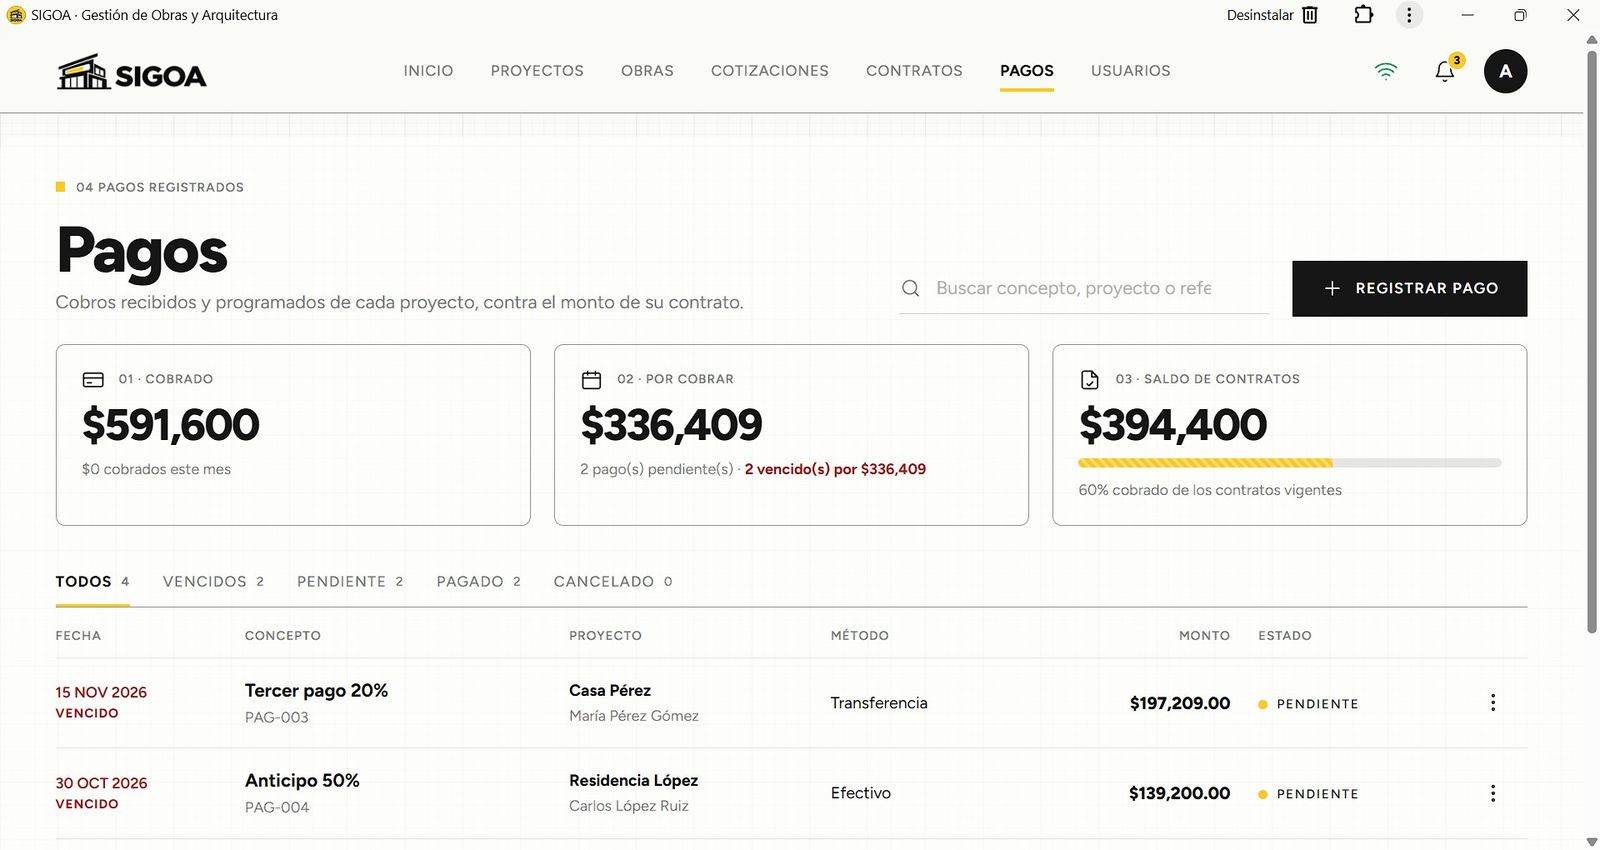 SIGOA · Gestión de Obras y Arquitectura
Desinstalar
SIGOA
INICIO PROYECTOS OBRAS COTIZACIONES CONTRATOS PAGOS USUARIOS
3
A
04 PAGOS REGISTRADOS
Pagos
Cobros recibidos y programados de cada proyecto, contra el monto de su contrato.
Buscar concepto, proyecto o refe
REGISTRAR PAGO
01 · COBRADO
$591,600
$0 cobrados este mes
02 · POR COBRAR
$336,409
2 pago(s) pendiente(s) · 2 vencido(s) por $336,409
03 · SALDO DE CONTRATOS
$394,400
60% cobrado de los contratos vigentes
TODOS 4 VENCIDOS 2 PENDIENTE 2 PAGADO 2 CANCELADO 0
FECHA CONCEPTO PROYECTO MÉTODO MONTO ESTADO
15 NOV 2026 Tercer pago 20% Casa Pérez Transferencia $197,209.00 PENDIENTE
VENCIDO PAG-003 María Pérez Gómez
30 OCT 2026 Anticipo 50% Residencia López Efectivo $139,200.00 PENDIENTE
VENCIDO PAG-004 Carlos López Ruiz